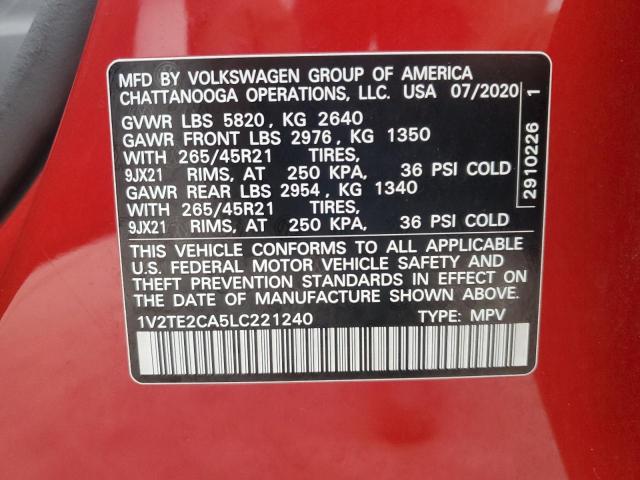 MFD BY VOLKSWAGEN GROUP OF AMERICA
CHATTANOOGA OPERATIONS, LLC. USA 07/2020
GVWR LBS 5820, KG 2640
GAWR FRONT LBS 2976, KG 1350
WITH 265/45R21 TIRES,
9JX21 RIMS, AT 250 KPA, 36 PSI COLD
GAWR REAR LBS 2954, KG 1340
WITH 265/45R21 TIRES,
9JX21 RIMS, AT 250 KPA, 36 PSI COLD
THIS VEHICLE CONFORMS TO ALL APPLICABLE
U.S. FEDERAL MOTOR VEHICLE SAFETY AND
THEFT PREVENTION STANDARDS IN EFFECT ON
THE DATE OF MANUFACTURE SHOWN ABOVE.
1V2TE2CA5LC221240 TYPE: MPV
2910226 1